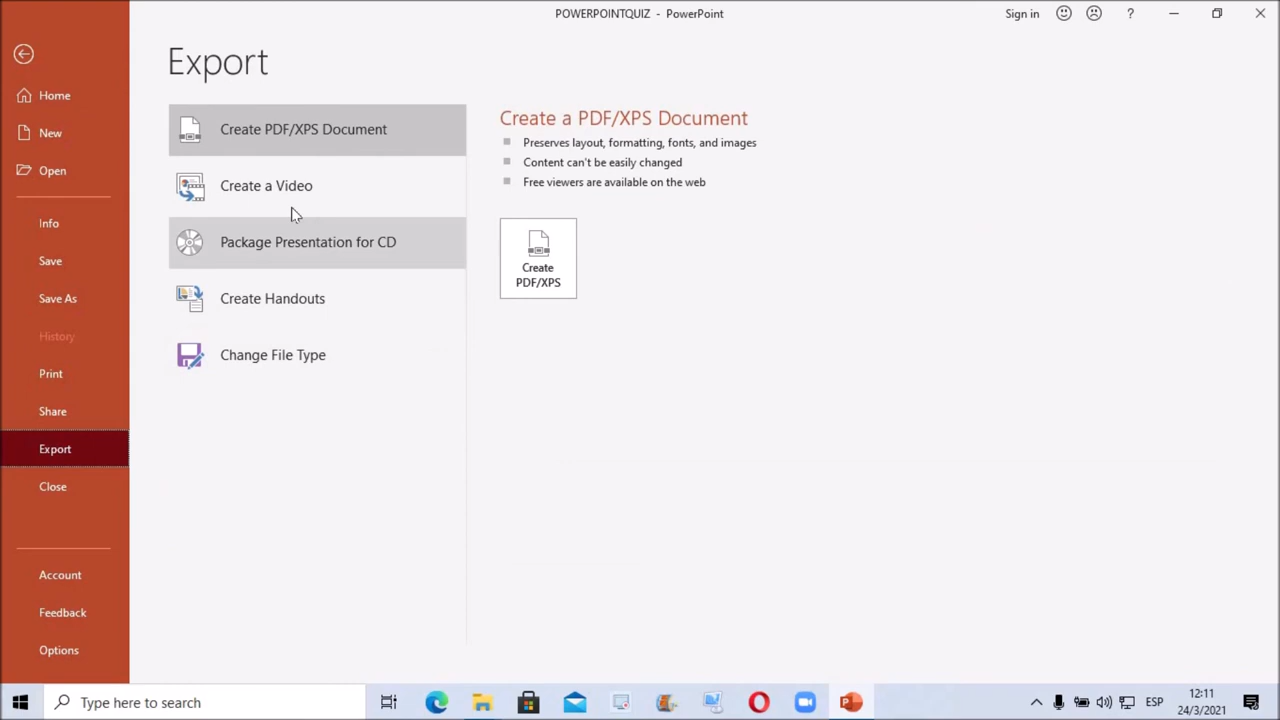 POWERPOINTQUIZ - PowerPoint
Sign in
?
Export
Home
New
Open
Info
Save
Save As
History
Print
Share
Export
Close
Account
Feedback
Options
Create PDF/XPS Document
Create a Video
Package Presentation for CD
Create Handouts
Change File Type
Create a PDF/XPS Document
Preserves layout, formatting, fonts, and images
Content can't be easily changed
Free viewers are available on the web
Create
PDF/XPS
Type here to search
ESP
12:11
24/3/2021